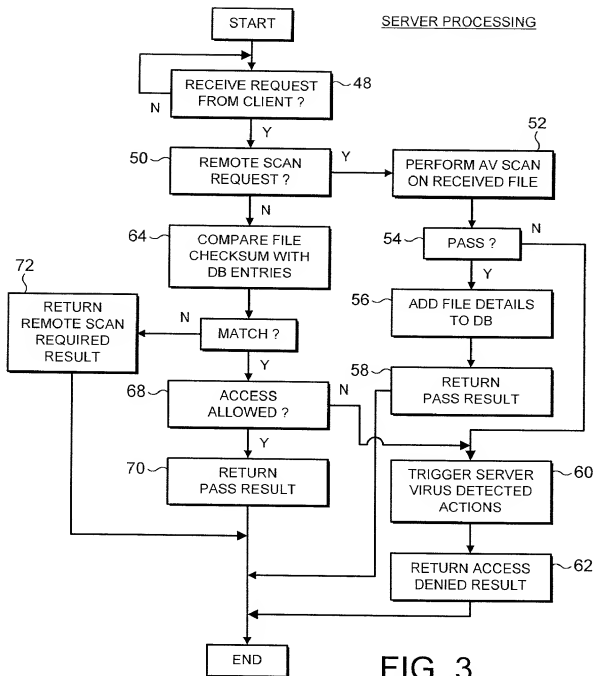 START
SERVER PROCESSING
RECEIVE REQUEST
FROM CLIENT ?
48
N
Y
50
REMOTE SCAN
REQUEST ?
Y
52
PERFORM AV SCAN
ON RECEIVED FILE
N
64
COMPARE FILE
CHECKSUM WITH
DB ENTRIES
54
PASS ?
N
Y
72
RETURN
REMOTE SCAN
REQUIRED
RESULT
N
MATCH ?
56
ADD FILE DETAILS
TO DB
Y
58
RETURN
PASS RESULT
68
ACCESS
ALLOWED ?
N
Y
70
RETURN
PASS RESULT
TRIGGER SERVER
VIRUS DETECTED
ACTIONS
60
RETURN ACCESS
DENIED RESULT
62
END
FIG. 3